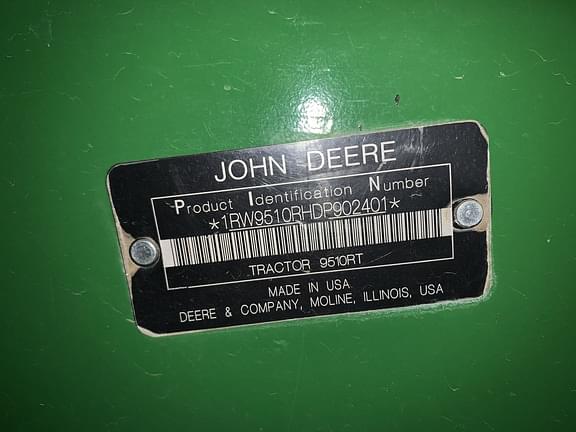 JOHN DEERE
Product Identification Number
*1RW9510RHDP902401*
TRACTOR 9510RT
MADE IN USA
DEERE & COMPANY, MOLINE, ILLINOIS, USA